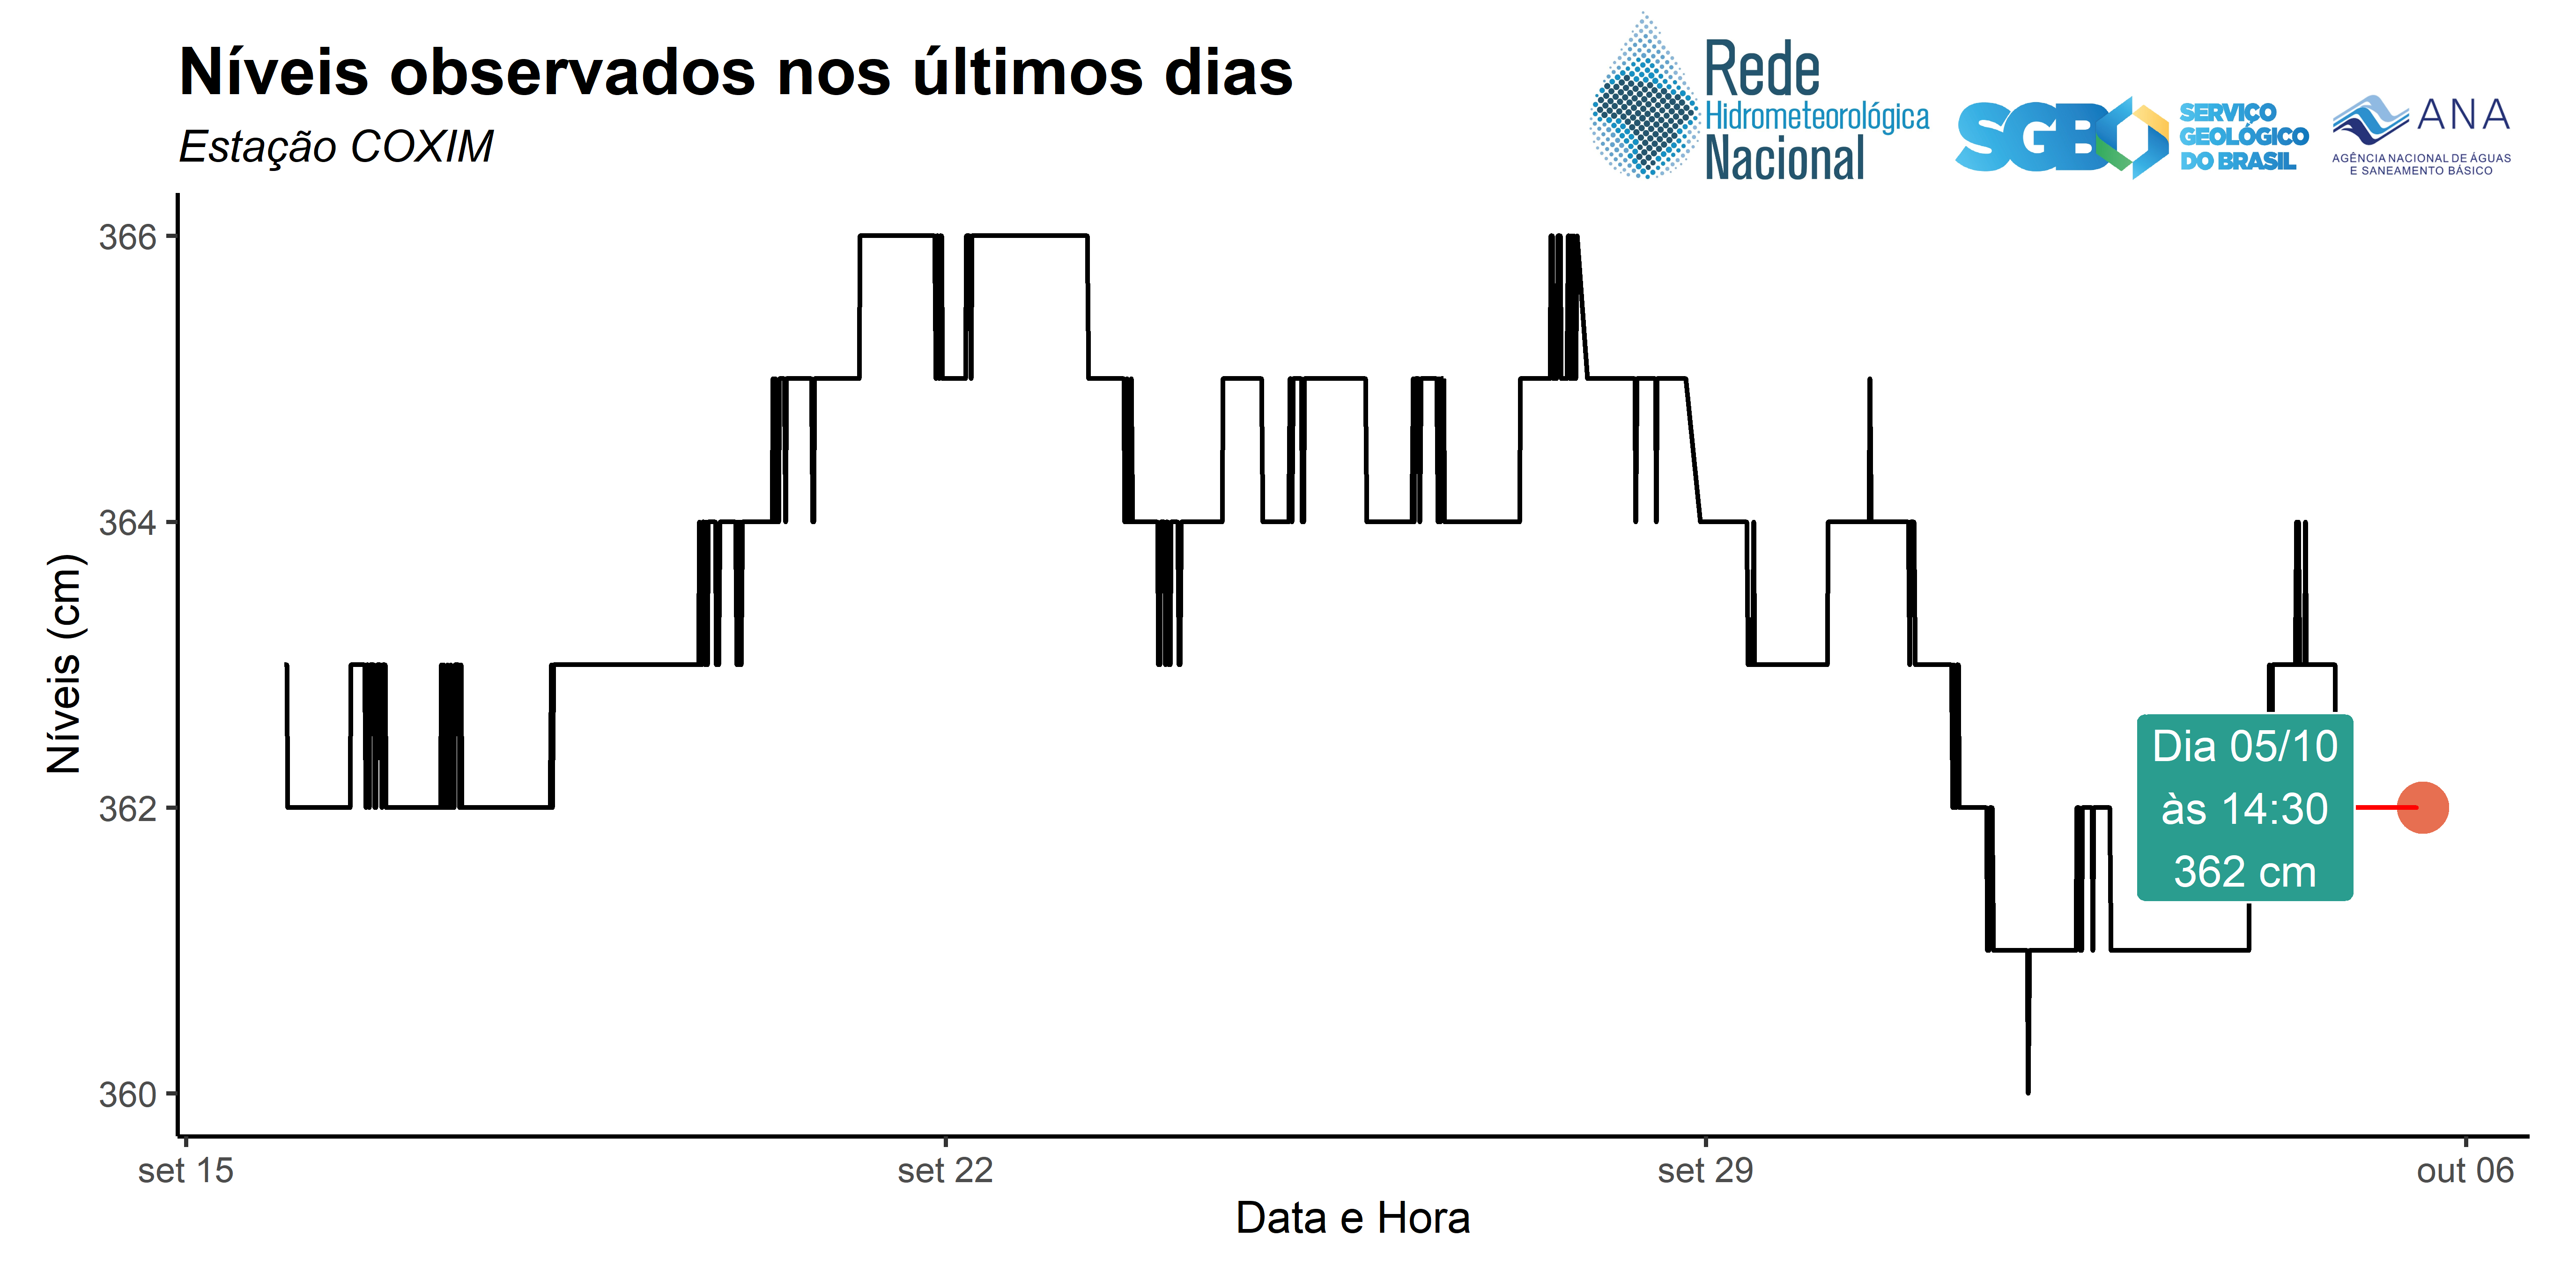 Níveis observados nos últimos dias
Estação COXIM
Rede
Hidrometeorológica
Nacional
SGB
SERVIÇO
GEOLÓGICO
DO BRASIL
ANA
AGÊNCIA NACIONAL DE ÁGUAS
E SANEAMENTO BÁSICO
Níveis (cm)
366
364
362
360
Dia 05/10
às 14:30
362 cm
set 15
set 22
set 29
out 06
Data e Hora